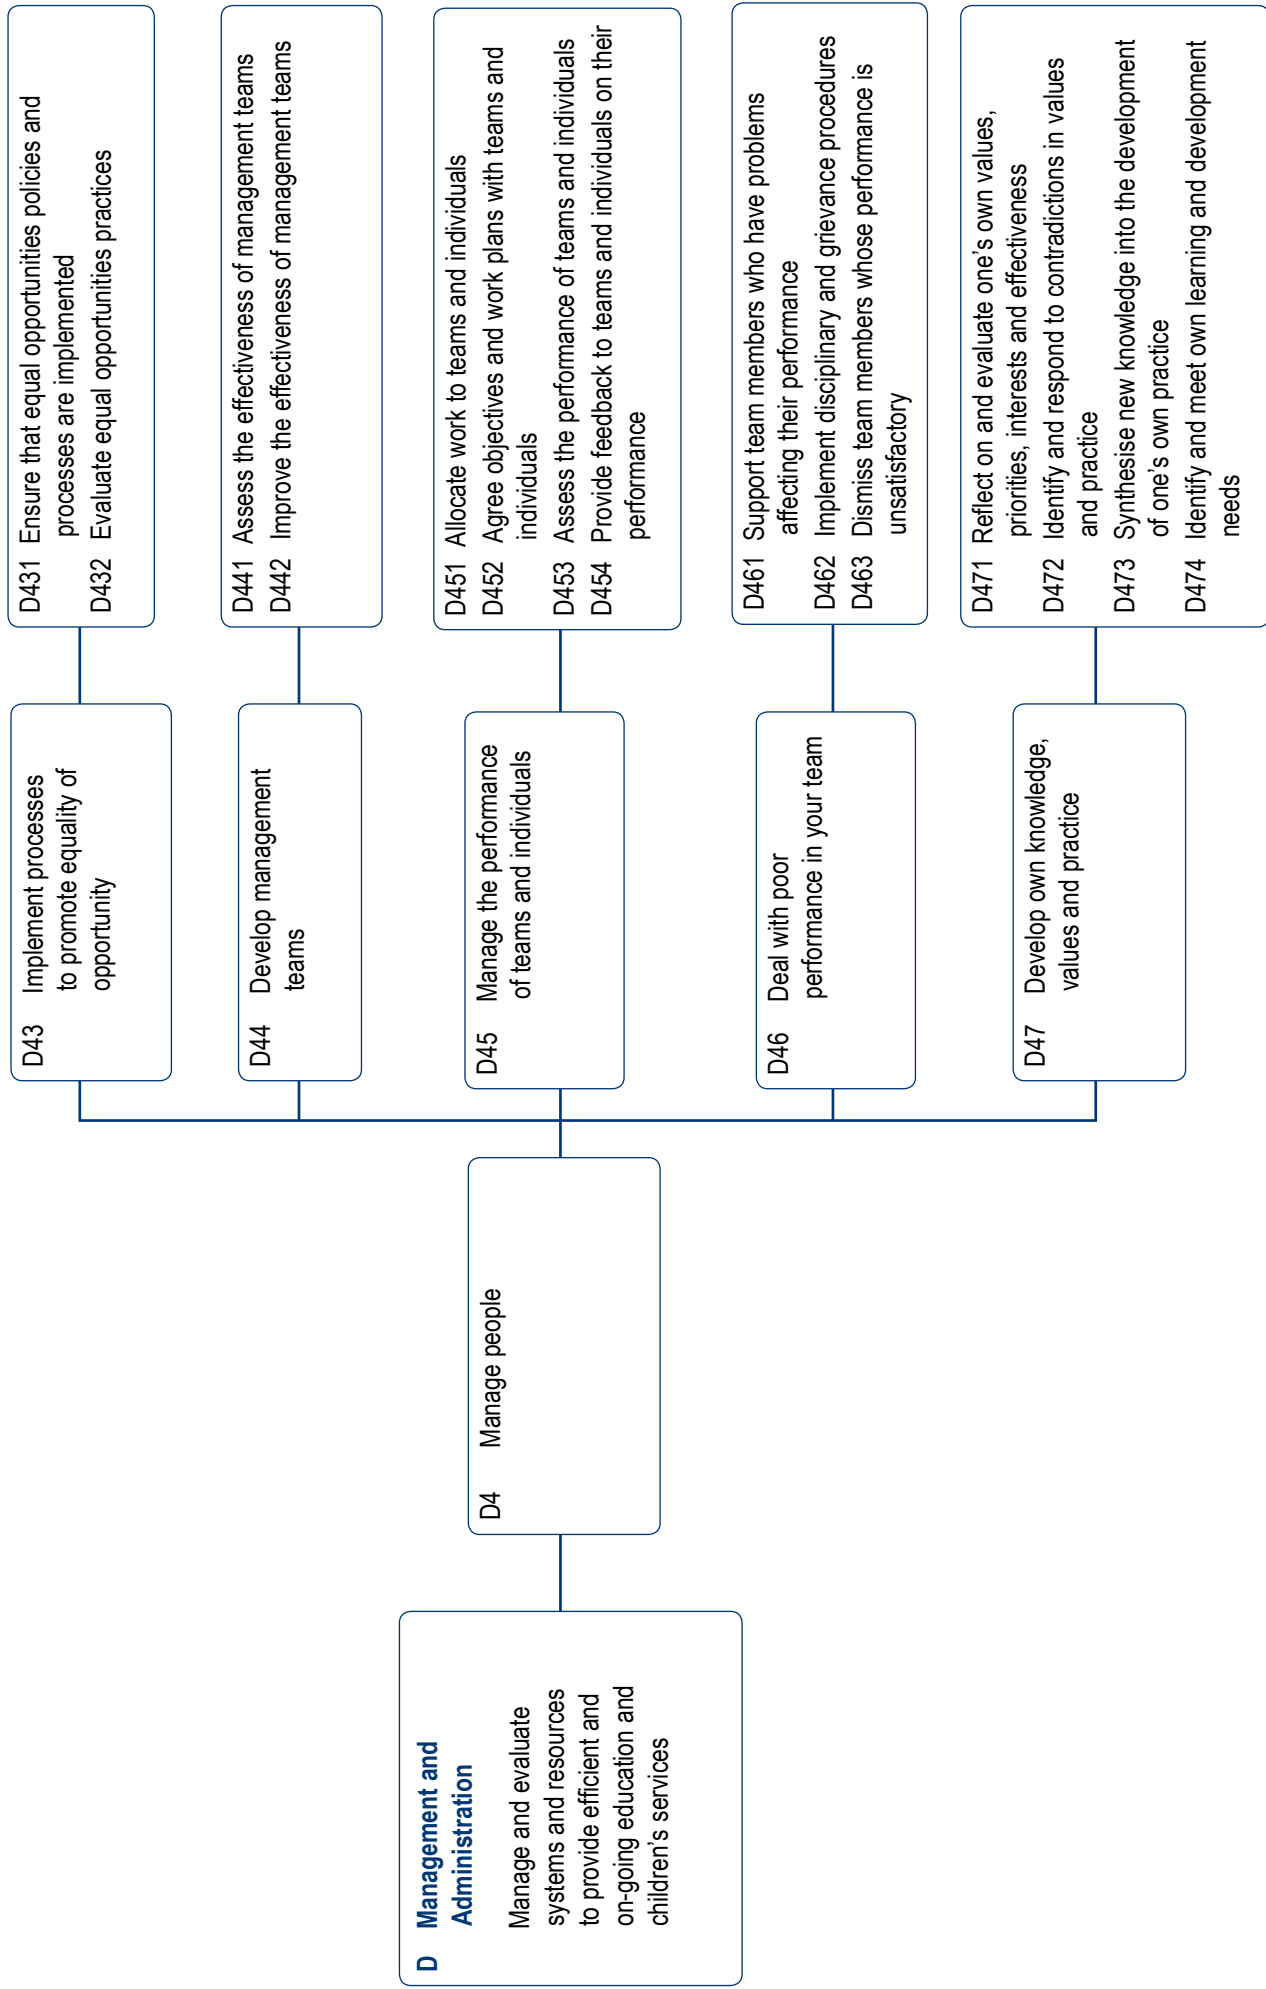 D Management and
Administration
Manage and evaluate
systems and resources
to provide efficient and
on-going education and
children's services
D4 Manage people
D43 Implement processes
to promote equality of
opportunity
D431 Ensure that equal opportunities policies and
processes are implemented
D432 Evaluate equal opportunities practices
D44 Develop management
teams
D441 Assess the effectiveness of management teams
D442 Improve the effectiveness of management teams
D45 Manage the performance
of teams and individuals
D451 Allocate work to teams and individuals
D452 Agree objectives and work plans with teams and
individuals
D453 Assess the performance of teams and individuals
D454 Provide feedback to teams and individuals on their
performance
D46 Deal with poor
performance in your team
D461 Support team members who have problems
affecting their performance
D462 Implement disciplinary and grievance procedures
D463 Dismiss team members whose performance is
unsatisfactory
D47 Develop own knowledge,
values and practice
D471 Reflect on and evaluate one's own values,
priorities, interests and effectiveness
D472 Identify and respond to contradictions in values
and practice
D473 Synthesise new knowledge into the development
of one's own practice
D474 Identify and meet own learning and development
needs